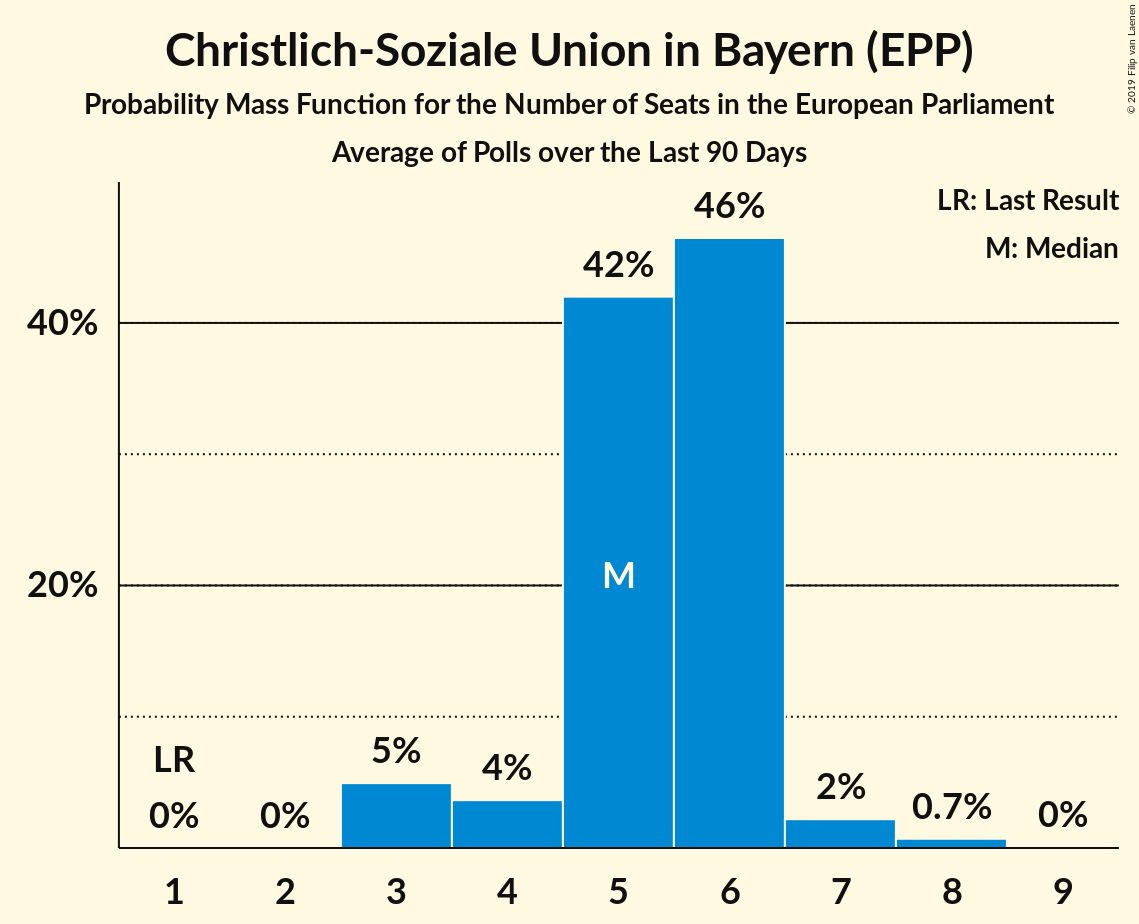 Christlich-Soziale Union in Bayern (EPP)
Probability Mass Function for the Number of Seats in the European Parliament
Average of Polls over the Last 90 Days
© 2019 Filip van Laenen
LR: Last Result
M: Median
46%
42%
40%
20%
M
LR
5%
4%
2%
0.7%
0%
0%
0%
1 2 3 4 5 6 7 8 9